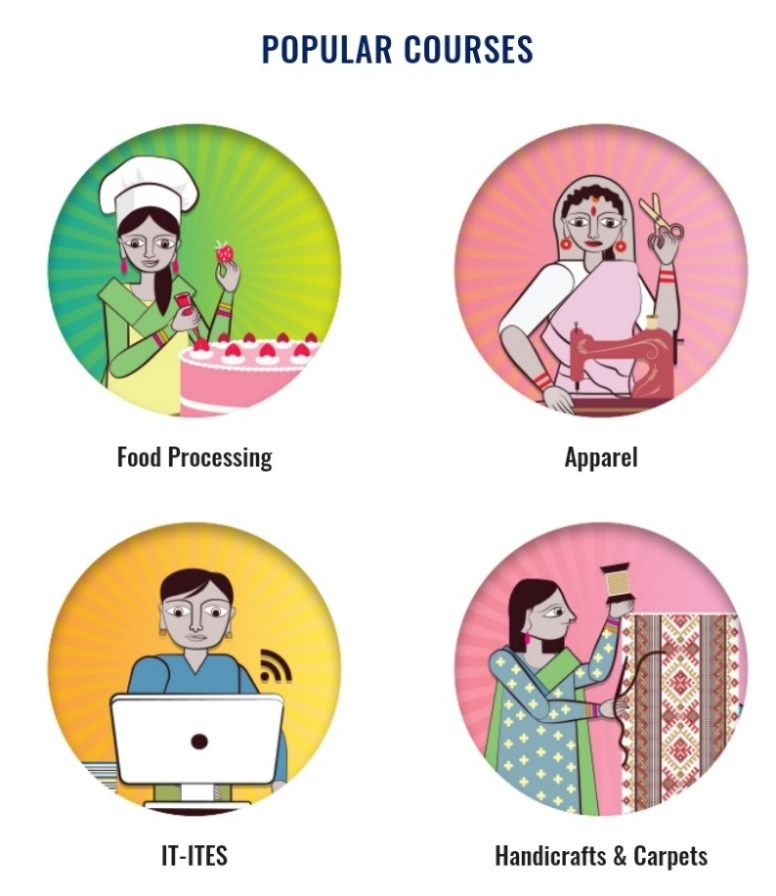 POPULAR COURSES
Food Processing
Apparel
IT-ITES
Handicrafts & Carpets